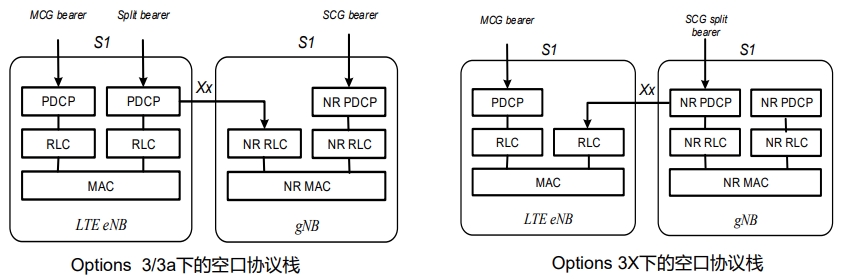 MCG bearer
Split bearer
SCG bearer
S1
S1
Xx
PDCP
PDCP
NR PDCP
RLC
RLC
NR RLC
NR RLC
MAC
NR MAC
LTE eNB
gNB
Options 3/3a下的空口协议栈
MCG bearer
SCG split
bearer
S1
S1
Xx
PDCP
NR PDCP
NR PDCP
RLC
RLC
NR RLC
NR RLC
MAC
NR MAC
LTE eNB
gNB
Options 3X下的空口协议栈